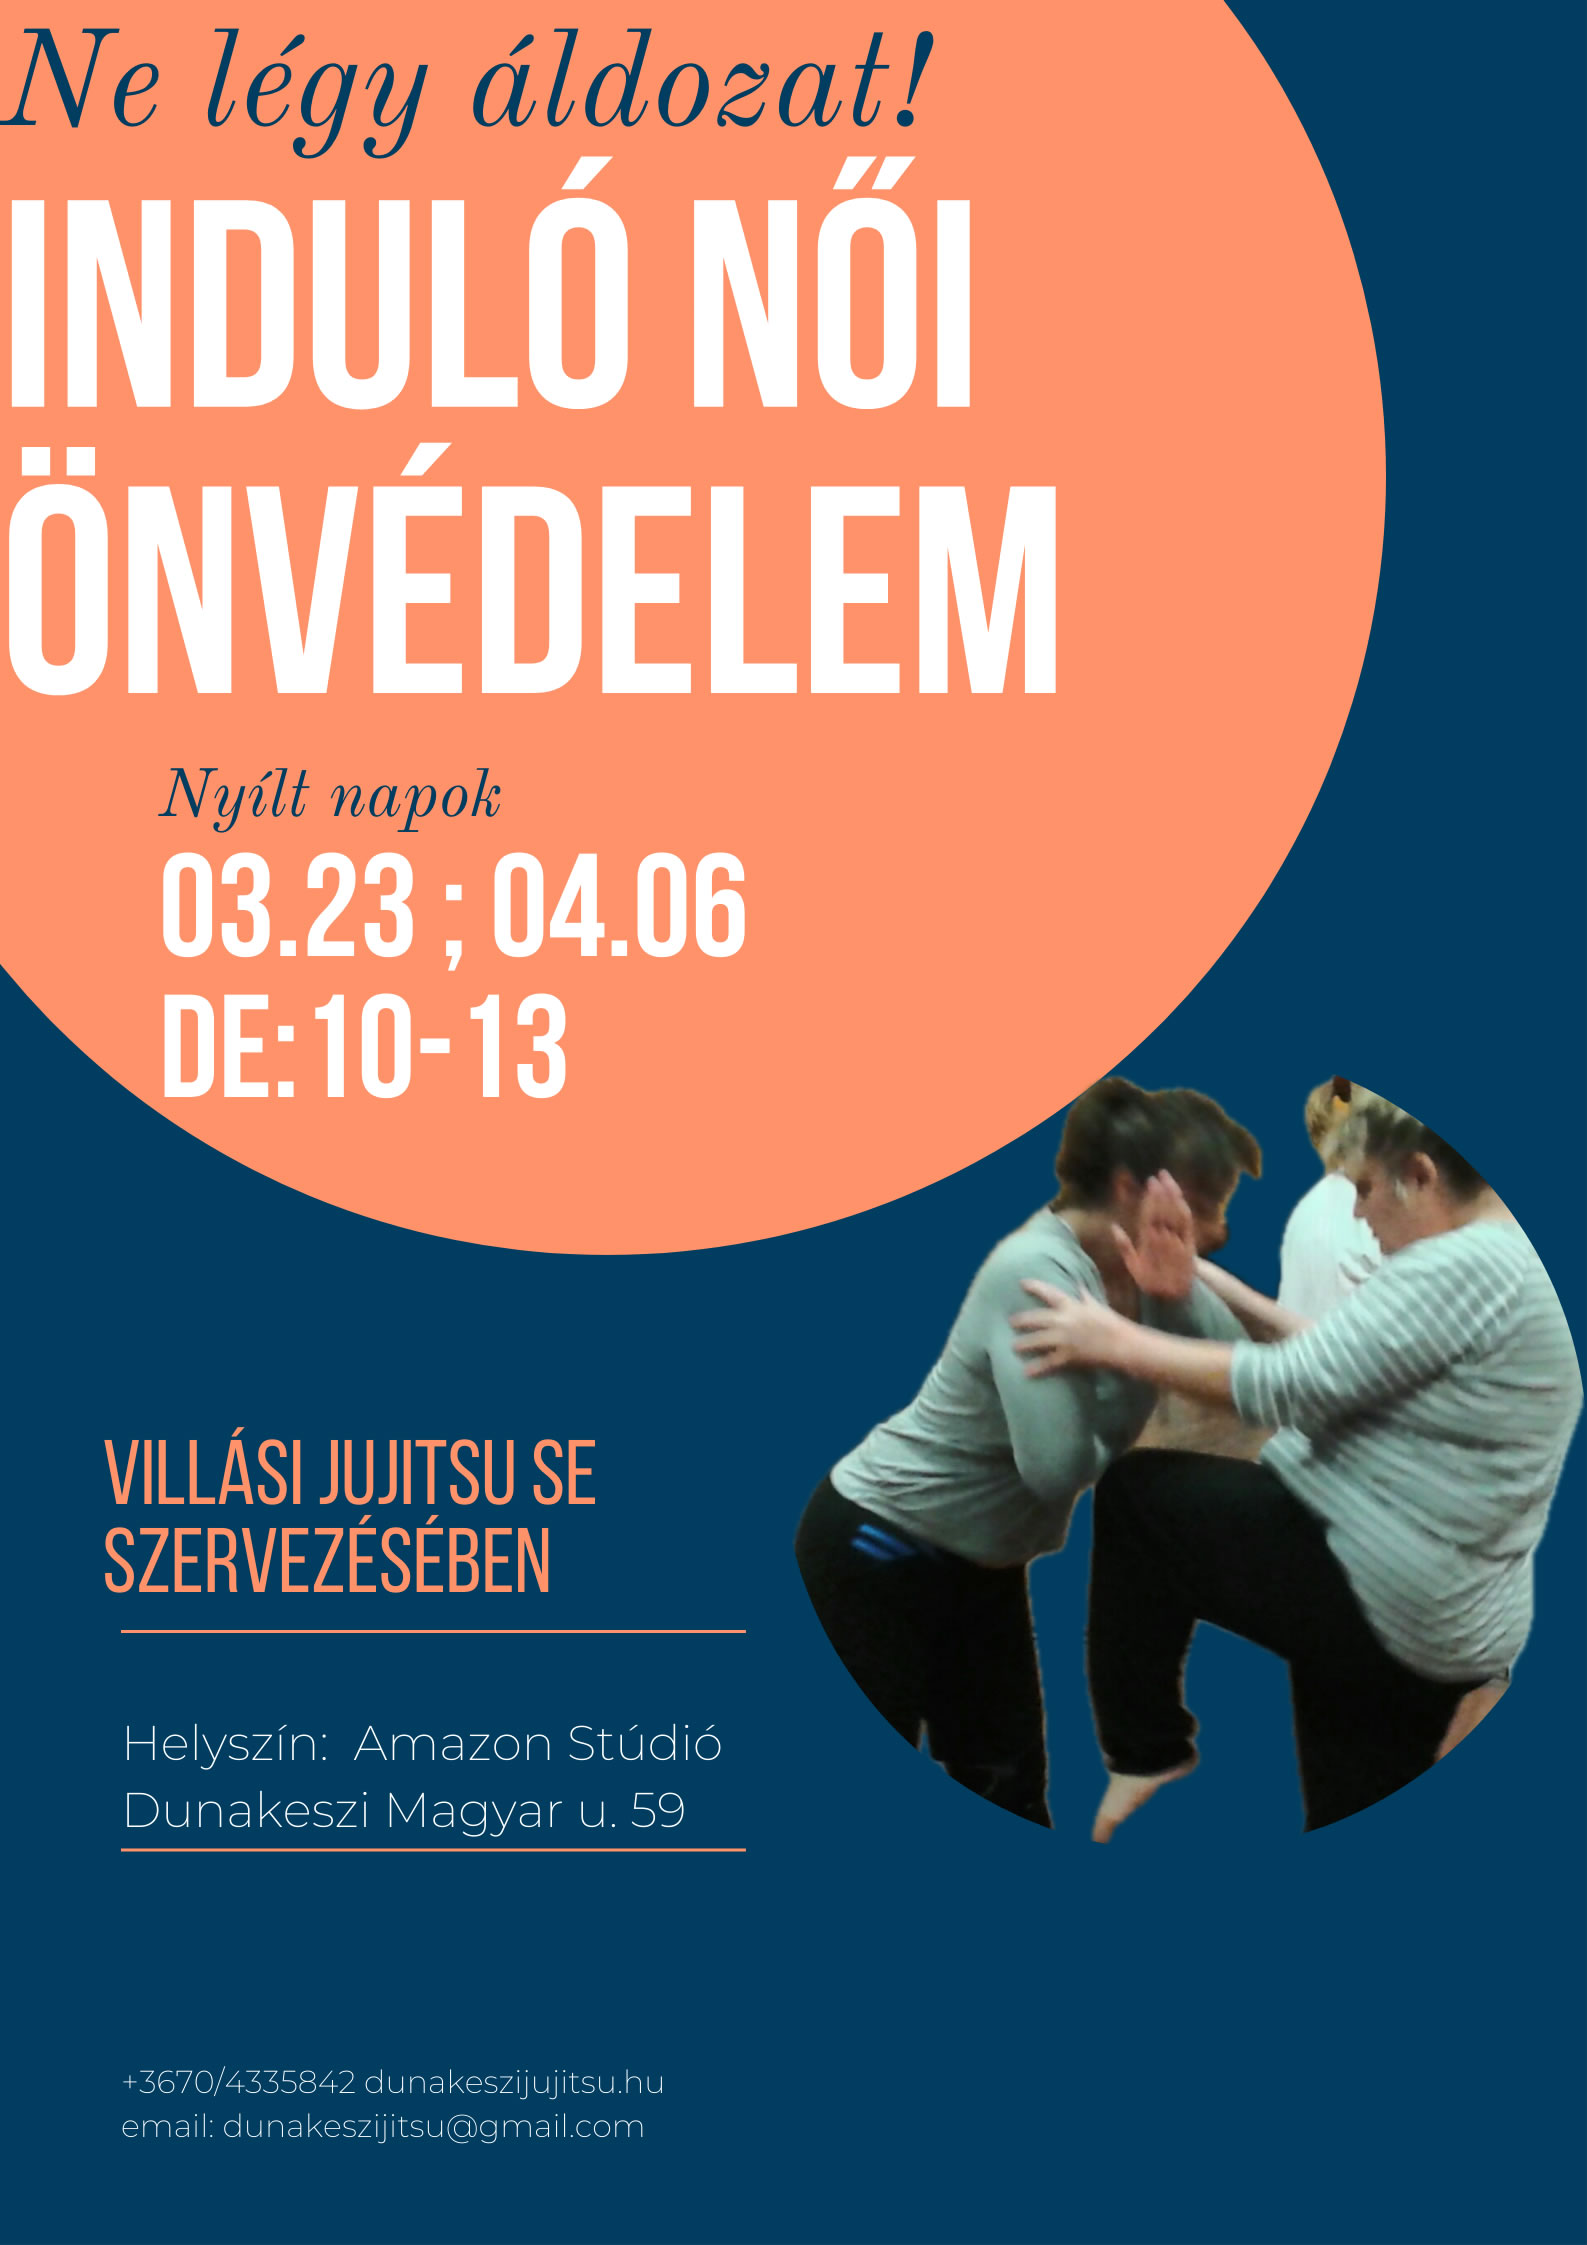 Ne légy áldozat!
INDULÓ NŐI
ÖNVÉDELEM
Nyílt napok
03.23 ; 04.06
DE:10-13
VILLÁSI JUJITSU SE
SZERVEZÉSÉBEN
Helyszín: Amazon Stúdió
Dunakeszi Magyar u. 59
+3670/4335842 dunakeszijujitsu.hu
email: dunakeszijitsu@gmail.com